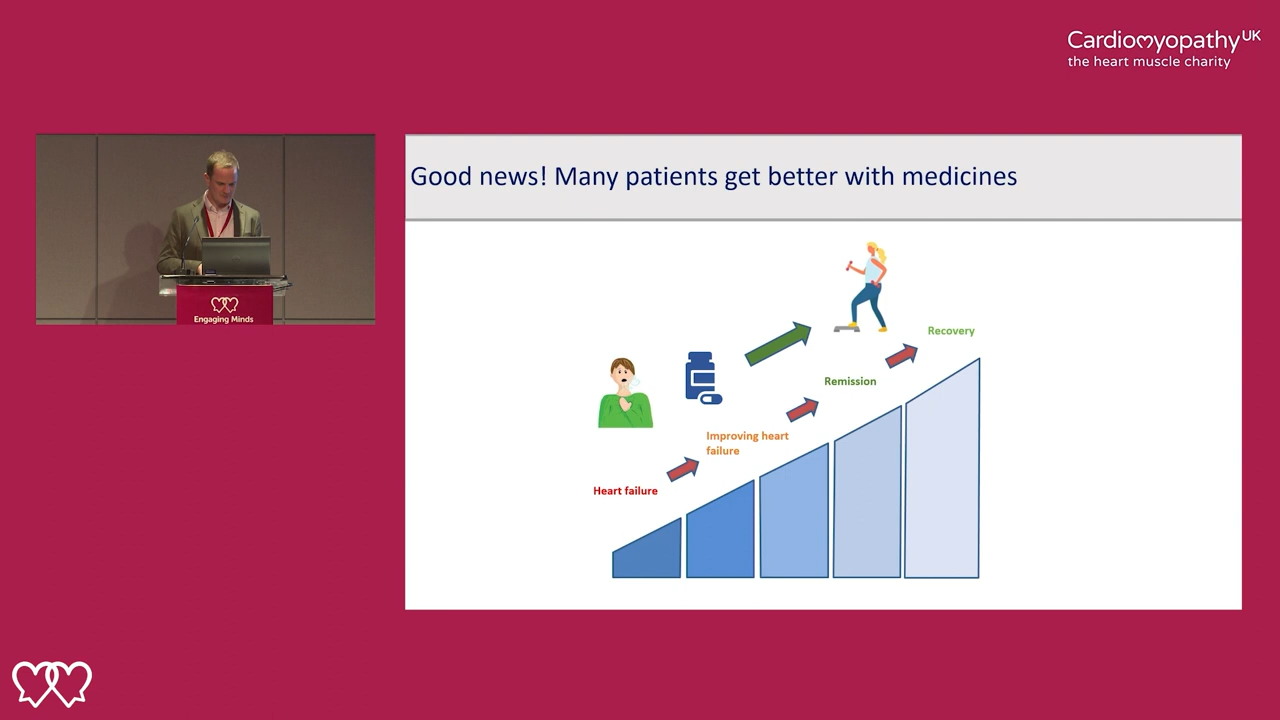 Cardiomyopathy UK
the heart muscle charity
Good news! Many patients get better with medicines
Recovery
Remission
Improving heart
failure
Heart failure
Engaging Minds